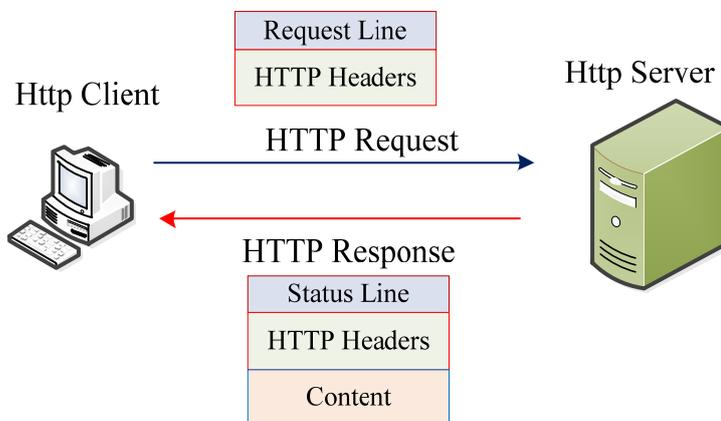 Request Line
HTTP Headers
Http Client
Http Server
HTTP Request
HTTP Response
Status Line
HTTP Headers
Content